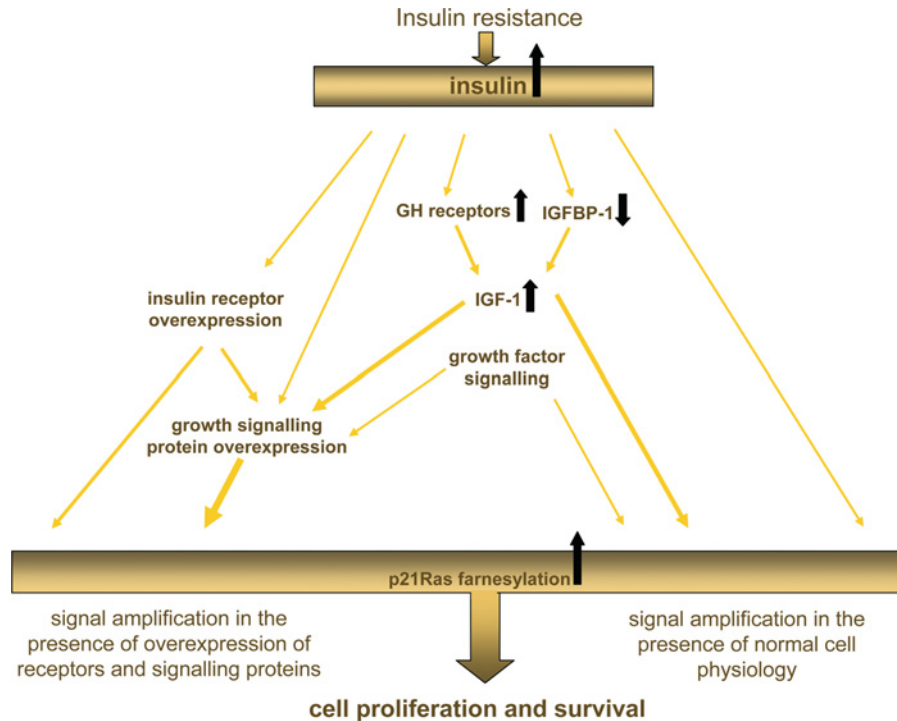 Insulin resistance
insulin
GH receptors
IGFBP-1
insulin receptor
overexpression
IGF-1
growth factor
signalling
growth signalling
protein overexpression
p21Ras farnesylation
signal amplification in the
presence of overexpression of
receptors and signalling proteins
signal amplification in the
presence of normal cell
physiology
cell proliferation and survival